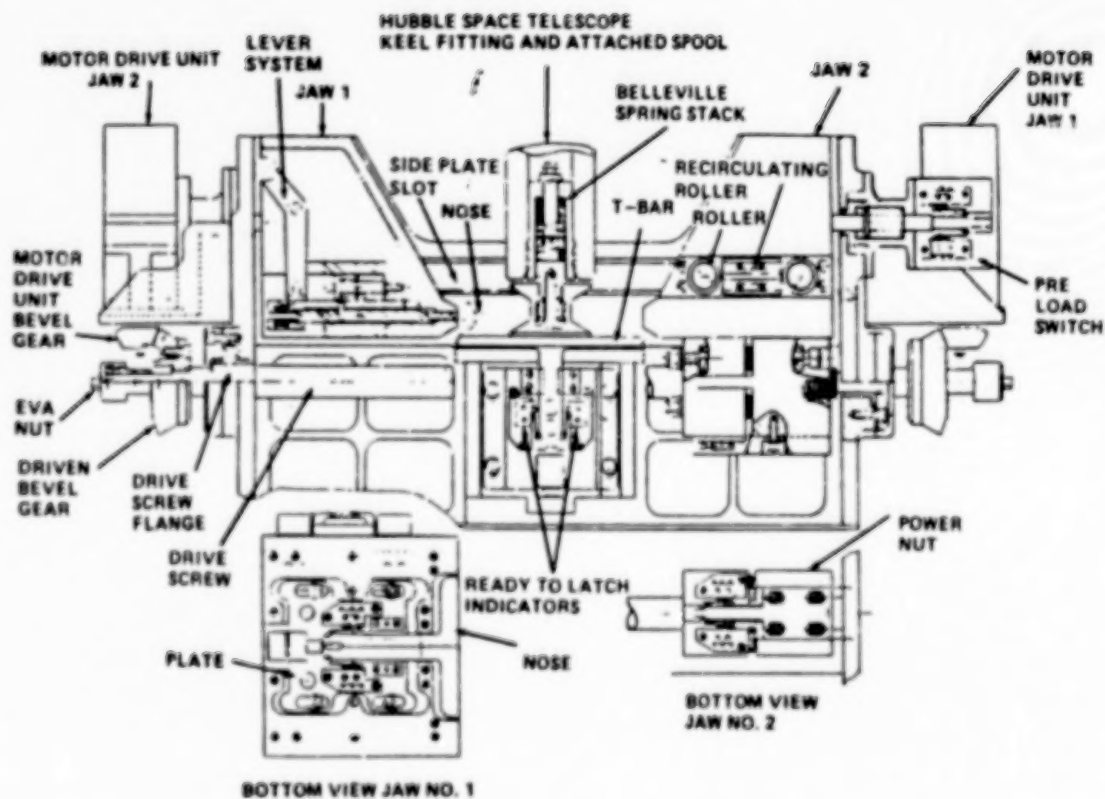 HUBBLE SPACE TELESCOPE
KEEL FITTING AND ATTACHED SPOOL
MOTOR DRIVE UNIT
JAW 2
LEVER
SYSTEM
JAW 1
BELLEVILLE
SPRING STACK
JAW 2
MOTOR
DRIVE
UNIT
JAW 1
SIDE PLATE
SLOT
NOSE
T-BAR
RECIRCULATING
ROLLER
ROLLER
MOTOR
DRIVE
UNIT
BEVEL
GEAR
PRE
LOAD
SWITCH
EVA
NUT
DRIVEN
BEVEL
GEAR
DRIVE
SCREW
FLANGE
DRIVE
SCREW
READY TO LATCH
INDICATORS
POWER
NUT
PLATE
NOSE
BOTTOM VIEW
JAW NO. 2
BOTTOM VIEW JAW NO. 1